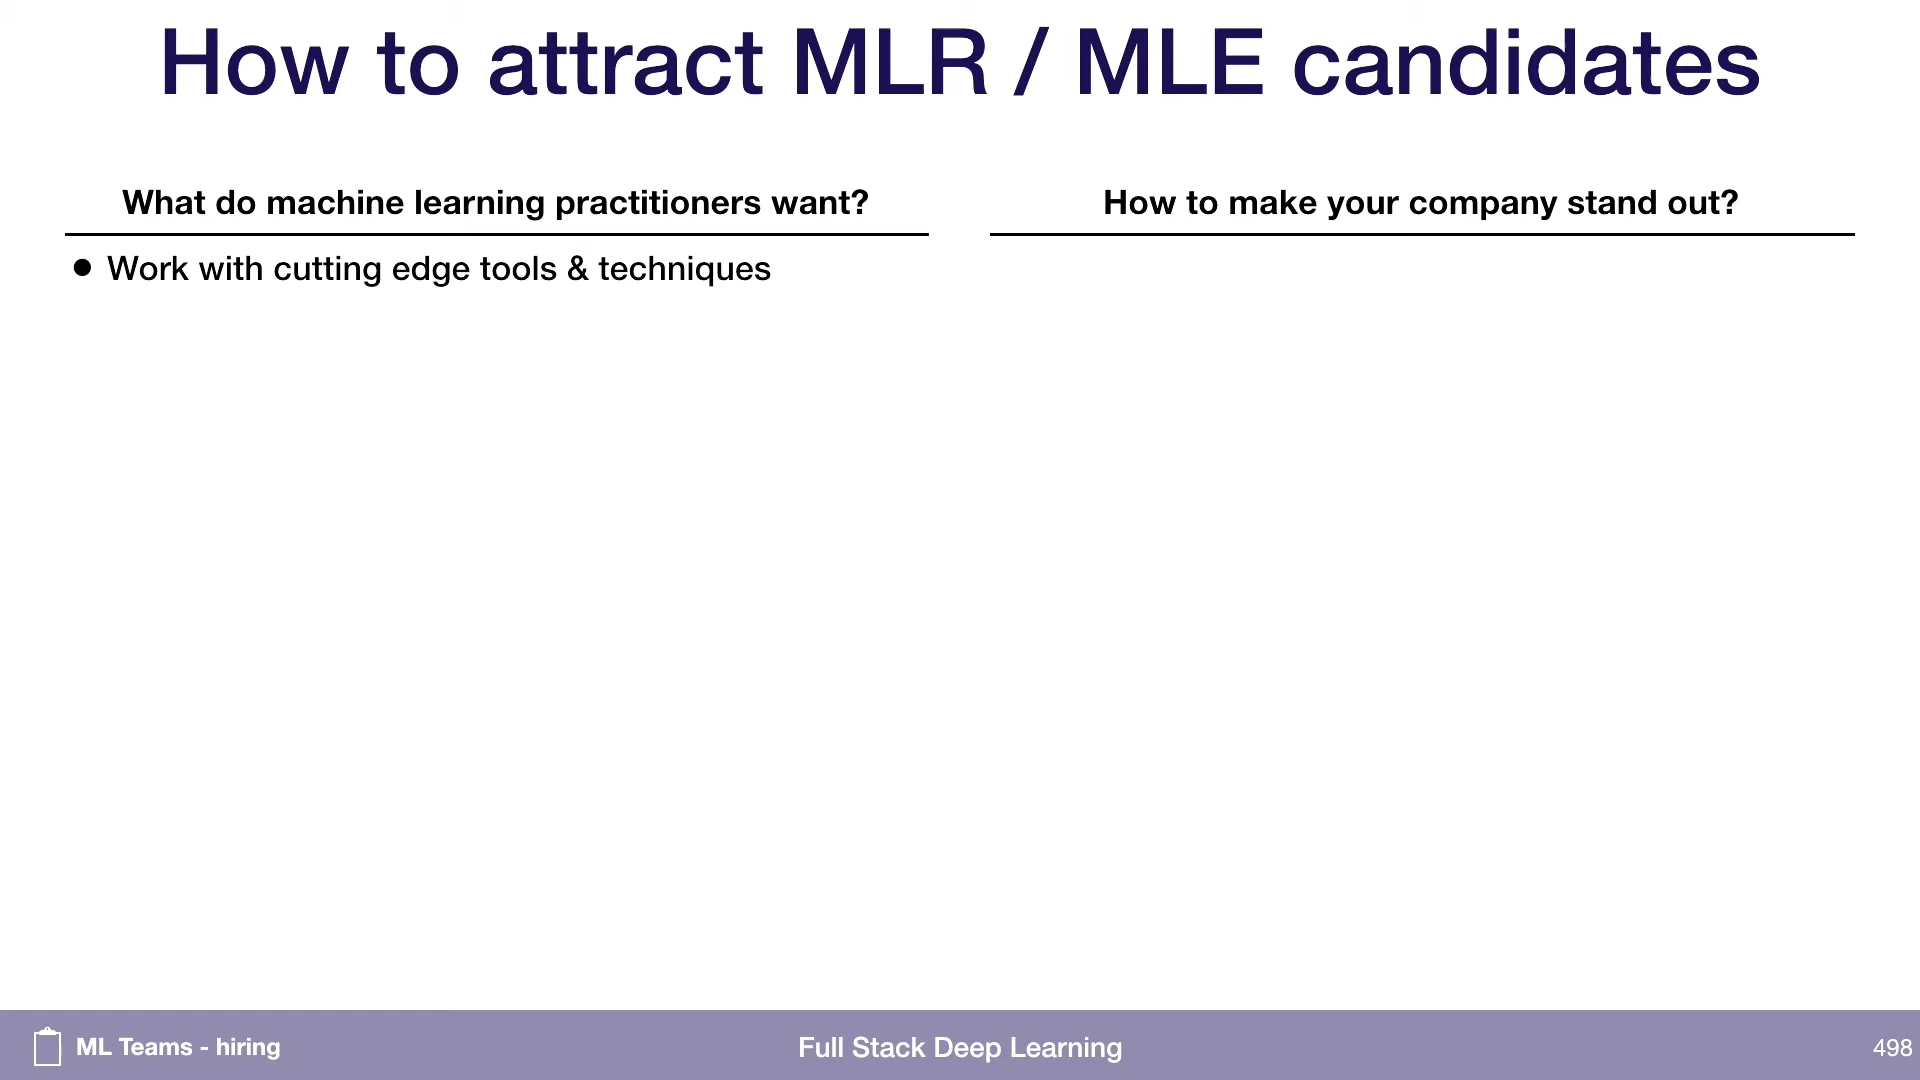 How to attract MLR / MLE candidates
What do machine learning practitioners want?
● Work with cutting edge tools & techniques
How to make your company stand out?
ML Teams - hiring
Full Stack Deep Learning
498